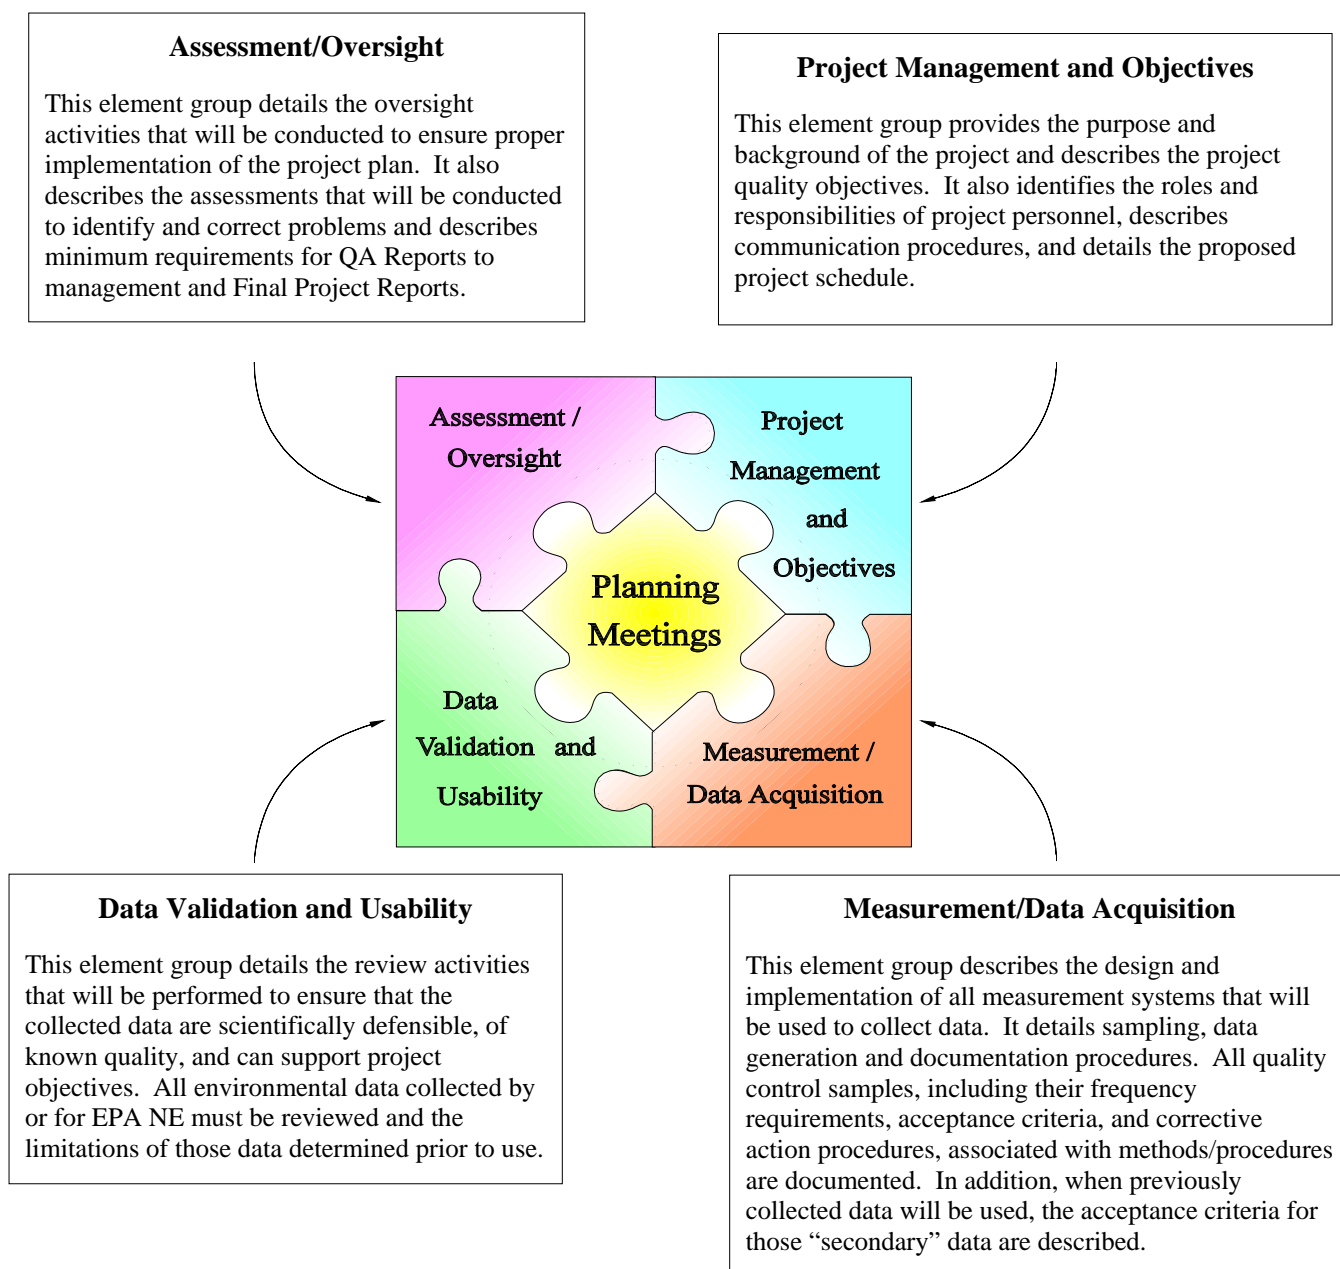 Assessment/Oversight
This element group details the oversight
activities that will be conducted to ensure proper
implementation of the project plan.  It also
describes the assessments that will be conducted
to identify and correct problems and describes
minimum requirements for QA Reports to
management and Final Project Reports.
Project Management and Objectives
This element group provides the purpose and
background of the project and describes the project
quality objectives.  It also identifies the roles and
responsibilities of project personnel, describes
communication procedures, and details the proposed
project schedule.
Assessment /
Oversight
Project
Management
and
Objectives
Planning
Meetings
Data
Validation and
Usability
Measurement /
Data Acquisition
Data Validation and Usability
This element group details the review activities
that will be performed to ensure that the
collected data are scientifically defensible, of
known quality, and can support project
objectives.  All environmental data collected by
or for EPA NE must be reviewed and the
limitations of those data determined prior to use.
Measurement/Data Acquisition
This element group describes the design and
implementation of all measurement systems that will
be used to collect data.  It details sampling, data
generation and documentation procedures.  All quality
control samples, including their frequency
requirements, acceptance criteria, and corrective
action procedures, associated with methods/procedures
are documented.  In addition, when previously
collected data will be used, the acceptance criteria for
those “secondary” data are described.